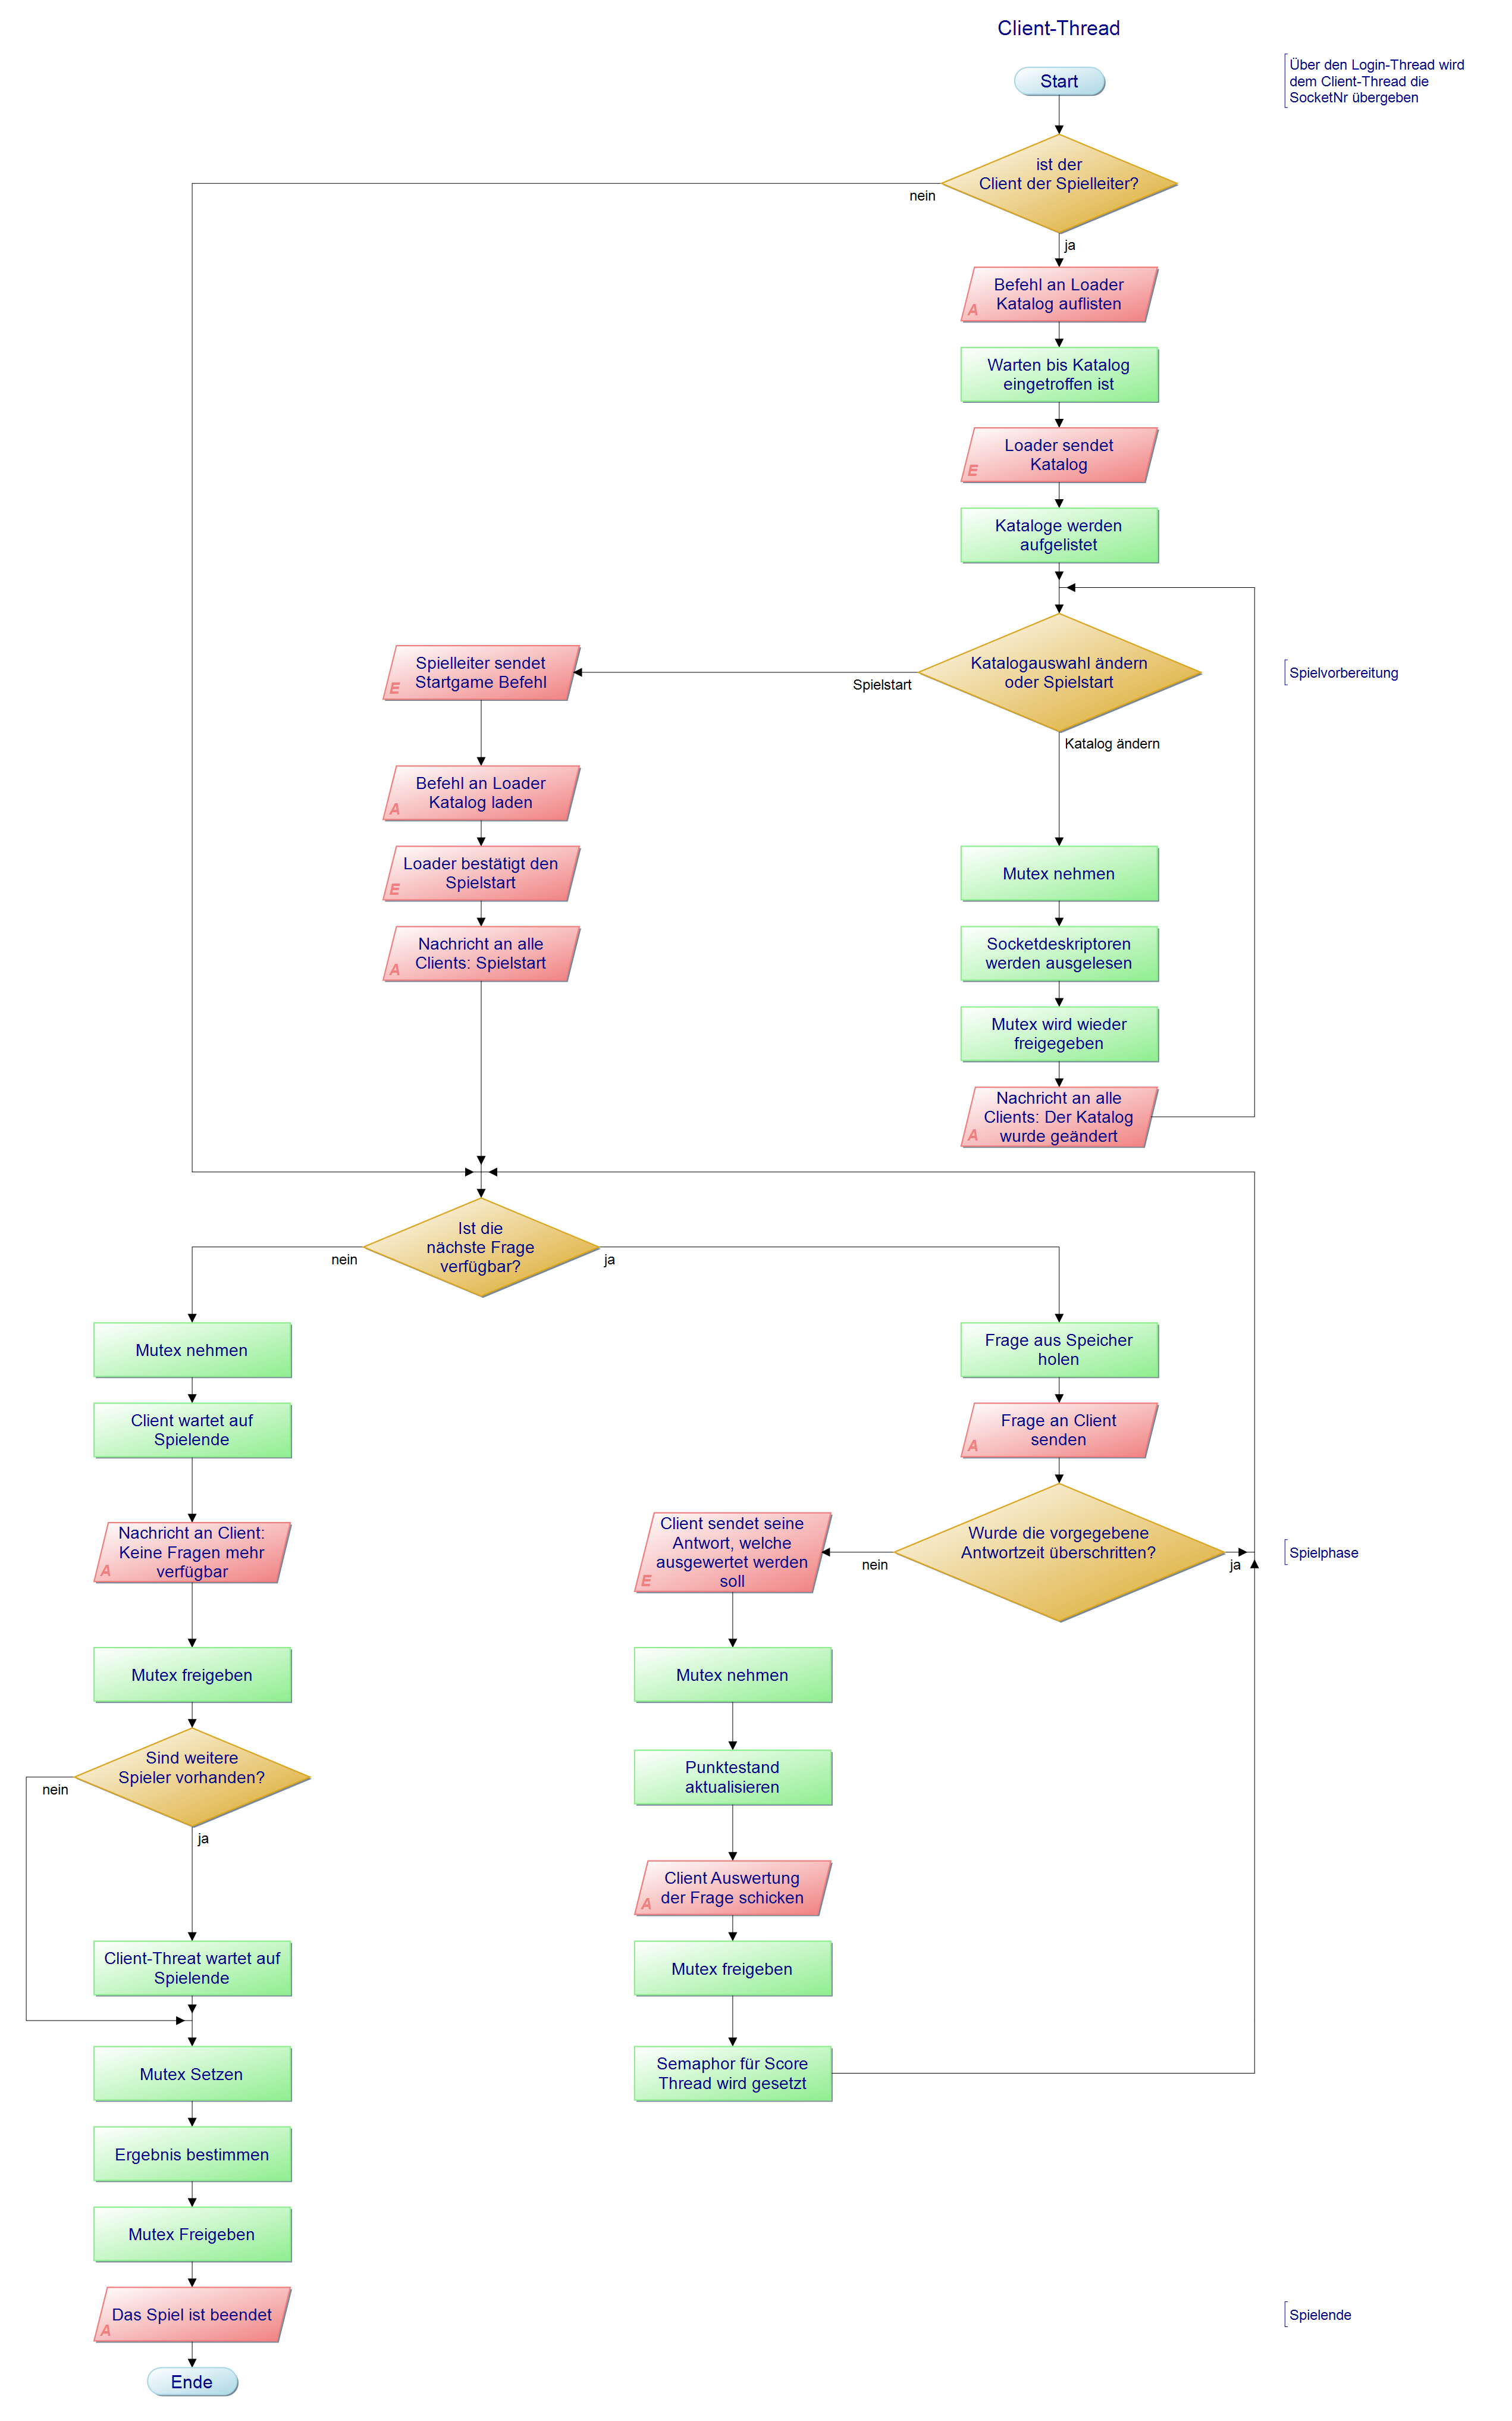 Client-Thread
Über den Login-Thread wird
dem Client-Thread die
SocketNr übergeben
Start
ist der
Client der Spielleiter?
nein
ja
Befehl an Loader
Katalog auflisten
A
Warten bis Katalog
eingetroffen ist
Loader sendet
Katalog
E
Kataloge werden
aufgelistet
Katalogauswahl ändern
oder Spielstart
Spielvorbereitung
Spielstart
Katalog ändern
Spielleiter sendet
Startgame Befehl
E
Befehl an Loader
Katalog laden
A
Loader bestätigt den
Spielstart
E
Nachricht an alle
Clients: Spielstart
A
Mutex nehmen
Socketdeskriptoren
werden ausgelesen
Mutex wird wieder
freigegeben
Nachricht an alle
Clients: Der Katalog
wurde geändert
A
Ist die
nächste Frage
verfügbar?
nein
ja
Mutex nehmen
Client wartet auf
Spielende
Nachricht an Client:
Keine Fragen mehr
verfügbar
A
Mutex freigeben
Sind weitere
Spieler vorhanden?
nein
ja
Client-Threat wartet auf
Spielende
Mutex Setzen
Ergebnis bestimmen
Mutex Freigeben
Das Spiel ist beendet
A
Ende
Frage aus Speicher
holen
Frage an Client
senden
A
Wurde die vorgegebene
Antwortzeit überschritten?
nein
ja
Spielphase
Client sendet seine
Antwort, welche
ausgewertet werden
soll
E
Mutex nehmen
Punktestand
aktualisieren
Client Auswertung
der Frage schicken
A
Mutex freigeben
Semaphor für Score
Thread wird gesetzt
Spielende